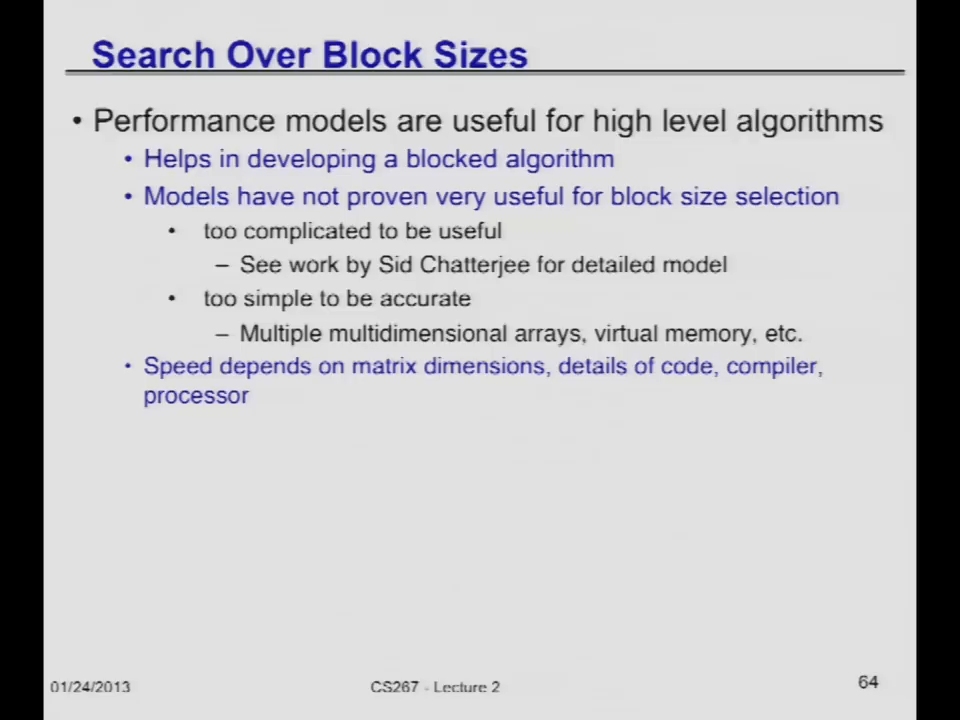 Search Over Block Sizes
• Performance models are useful for high level algorithms
• Helps in developing a blocked algorithm
• Models have not proven very useful for block size selection
• too complicated to be useful
– See work by Sid Chatterjee for detailed model
• too simple to be accurate
– Multiple multidimensional arrays, virtual memory, etc.
• Speed depends on matrix dimensions, details of code, compiler,
processor
01/24/2013
CS267 - Lecture 2
64